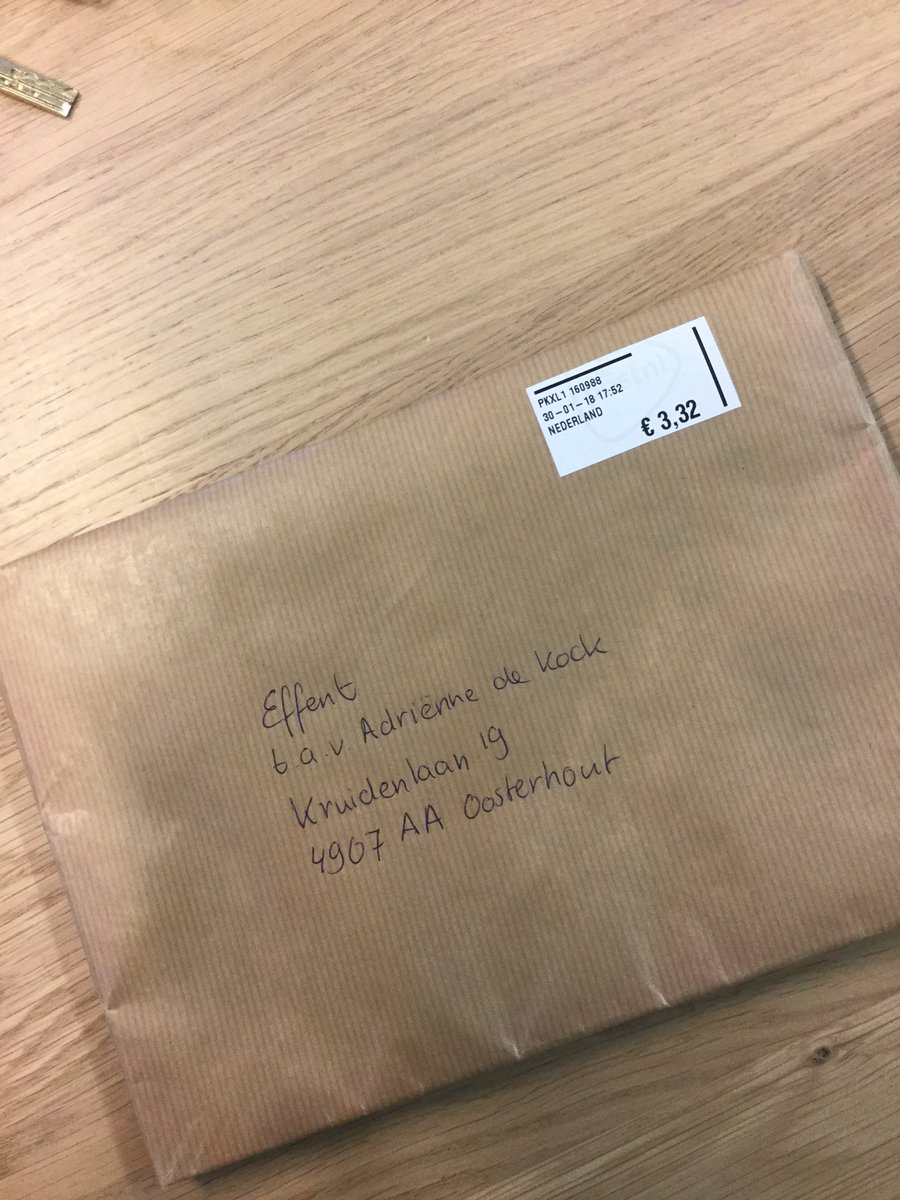 PKXL1 160988
30-01-18 17:52
NEDERLAND
€ 3,32
Effent
t.a.v. Adriënne de Kock
Kruidenlaan 19
4907 AA Oosterhout